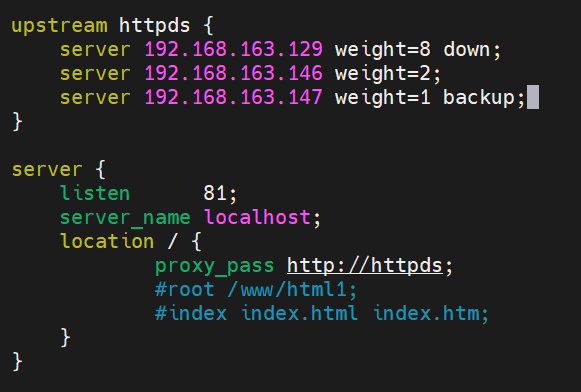 upstream httpds {
    server 192.168.163.129 weight=8 down;
    server 192.168.163.146 weight=2;
    server 192.168.163.147 weight=1 backup;
}

server {
    listen      81;
    server_name localhost;
    location / {
            proxy_pass http://httpds;
            #root /www/html1;
            #index index.html index.htm;
    }
}